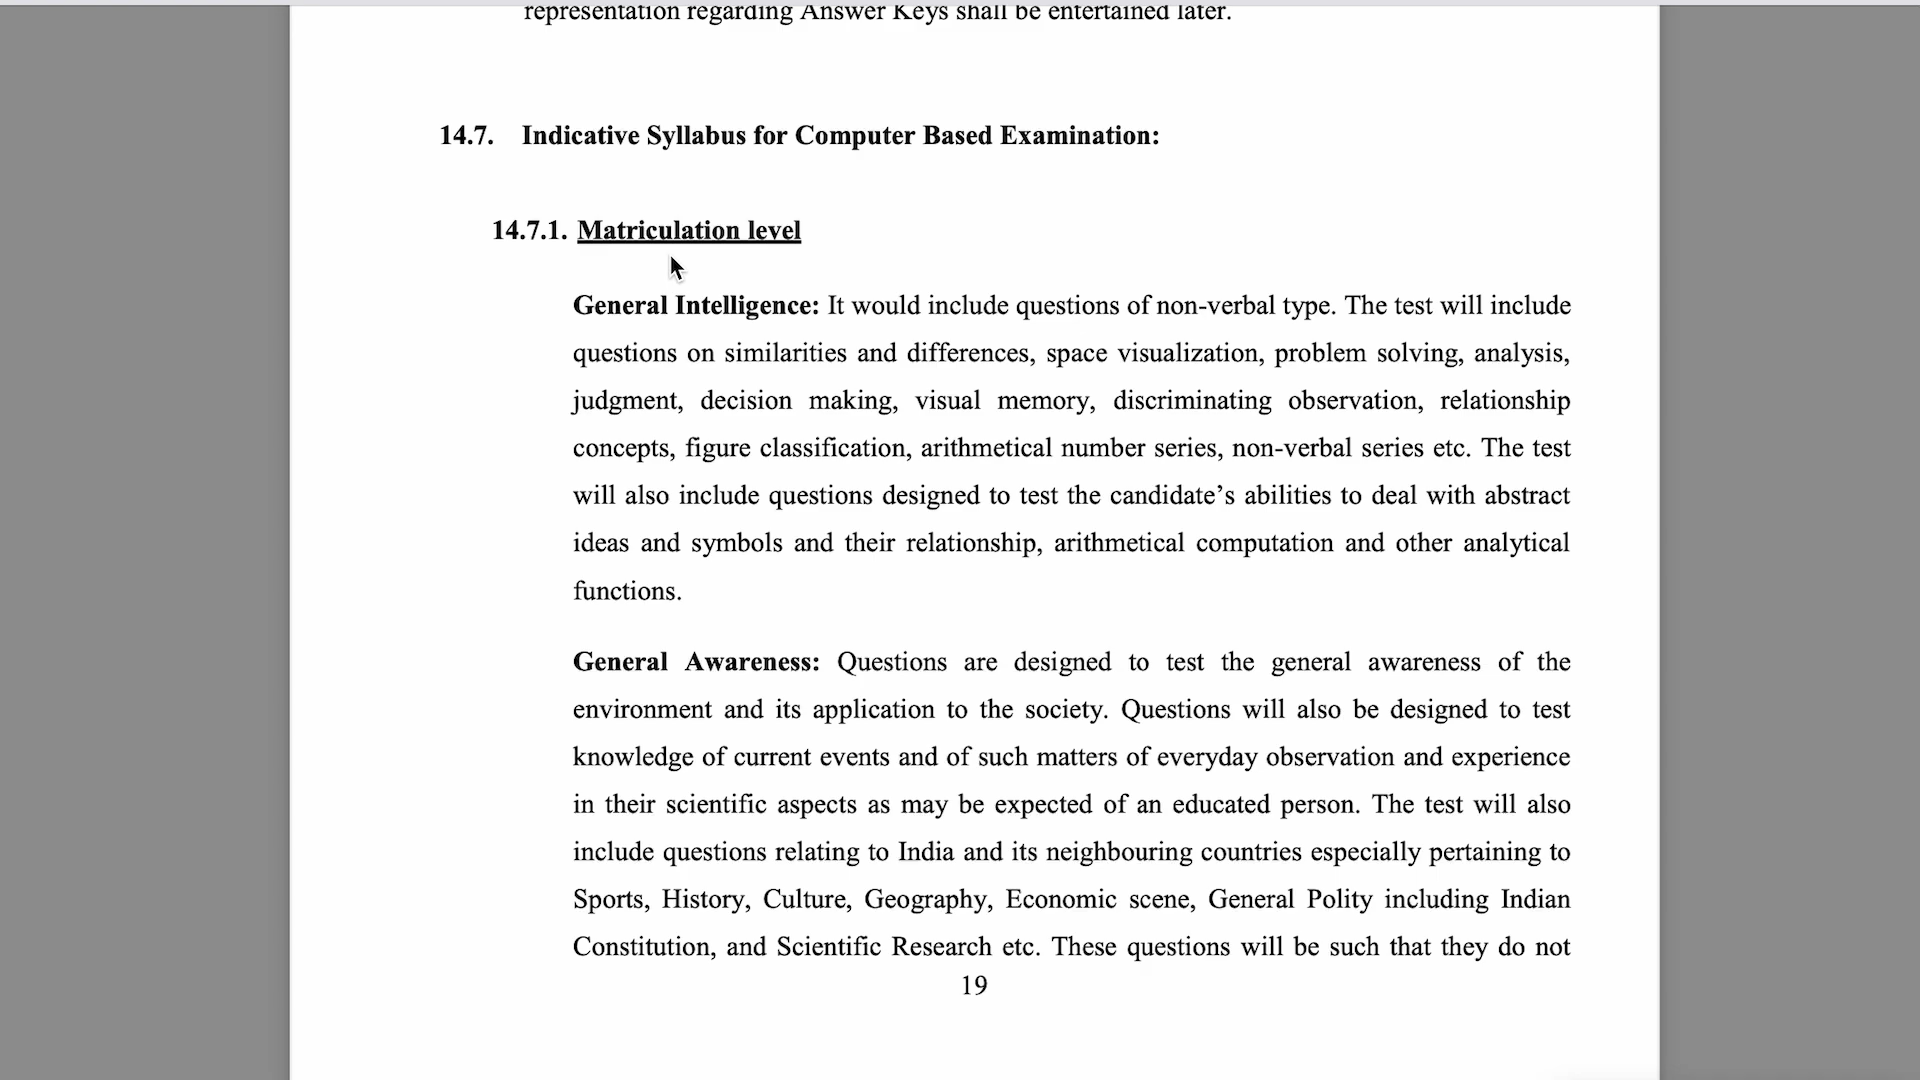 representation regarding Answer Keys shall be entertained later.
14.7. Indicative Syllabus for Computer Based Examination:
14.7.1. Matriculation level
General Intelligence: It would include questions of non-verbal type. The test will include
questions on similarities and differences, space visualization, problem solving, analysis,
judgment, decision making, visual memory, discriminating observation, relationship
concepts, figure classification, arithmetical number series, non-verbal series etc. The test
will also include questions designed to test the candidate’s abilities to deal with abstract
ideas and symbols and their relationship, arithmetical computation and other analytical
functions.
General Awareness: Questions are designed to test the general awareness of the
environment and its application to the society. Questions will also be designed to test
knowledge of current events and of such matters of everyday observation and experience
in their scientific aspects as may be expected of an educated person. The test will also
include questions relating to India and its neighbouring countries especially pertaining to
Sports, History, Culture, Geography, Economic scene, General Polity including Indian
Constitution, and Scientific Research etc. These questions will be such that they do not
19